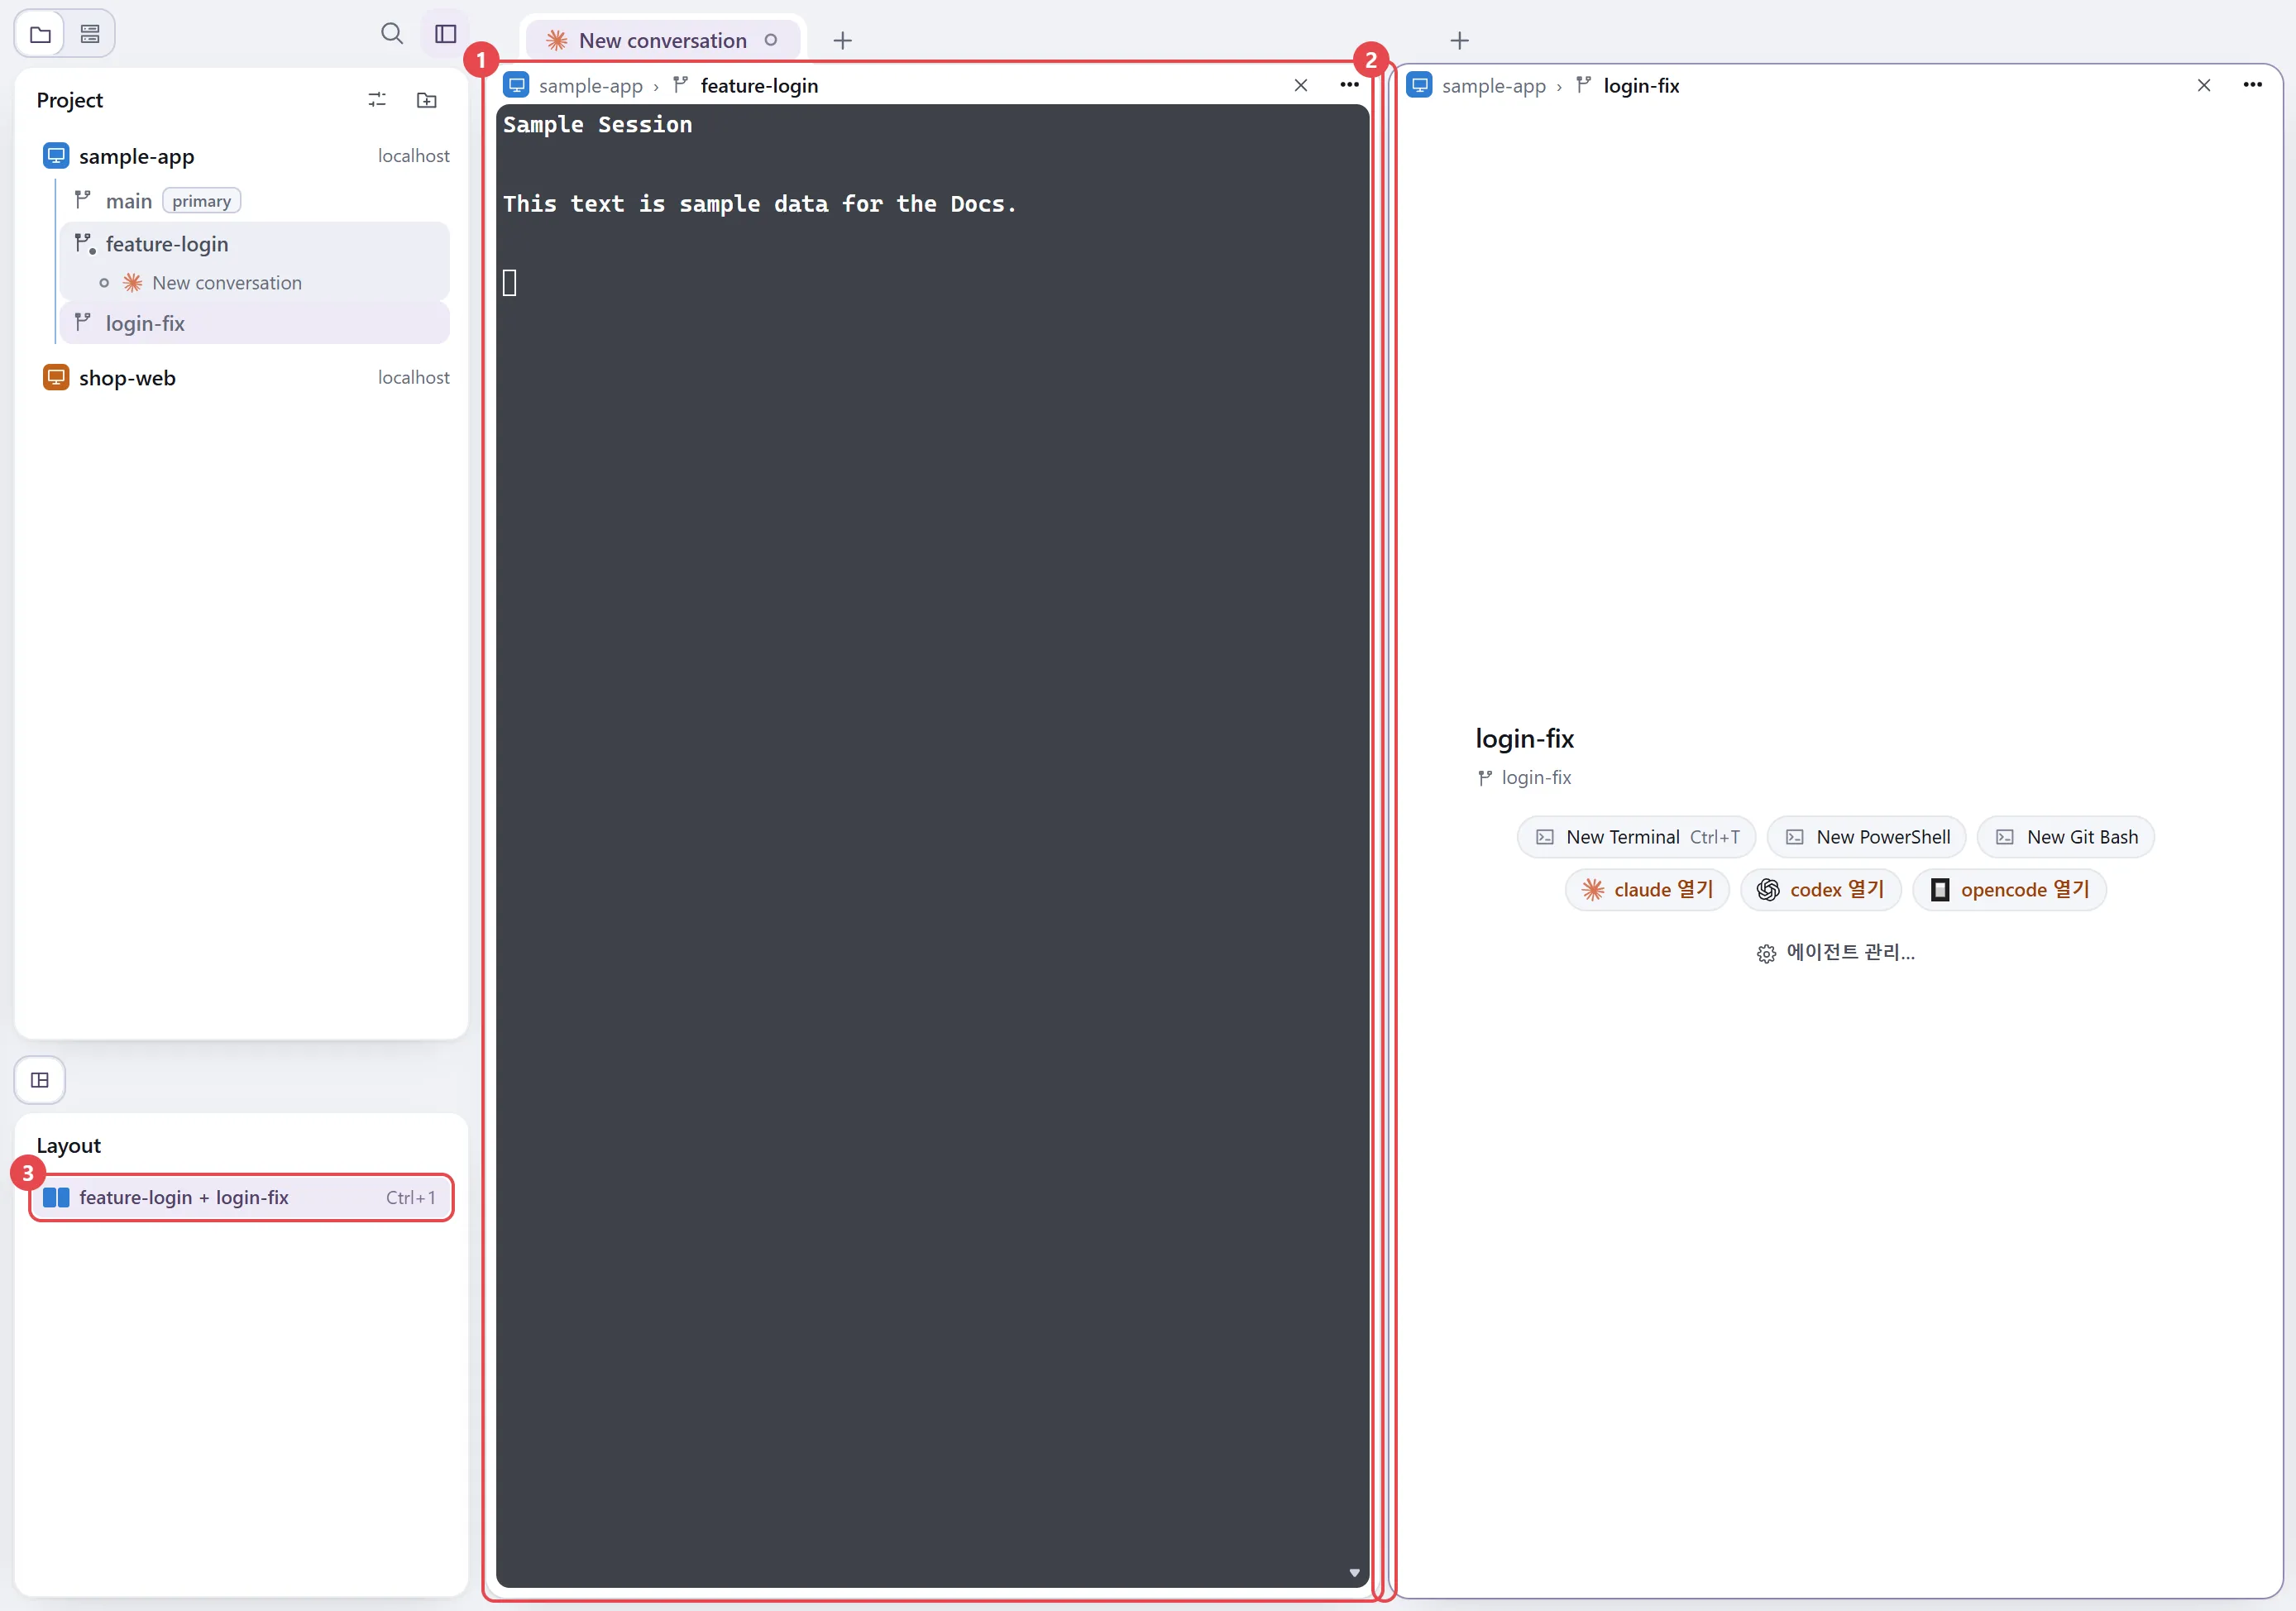 New conversation
1
2
sample-app › feature-login
sample-app › login-fix
Project
sample-app localhost
main primary
feature-login
New conversation
login-fix
shop-web localhost
Sample Session
This text is sample data for the Docs.
login-fix
login-fix
New Terminal Ctrl+T New PowerShell New Git Bash
claude 열기 codex 열기 opencode 열기
에이전트 관리...
Layout
3
feature-login + login-fix Ctrl+1